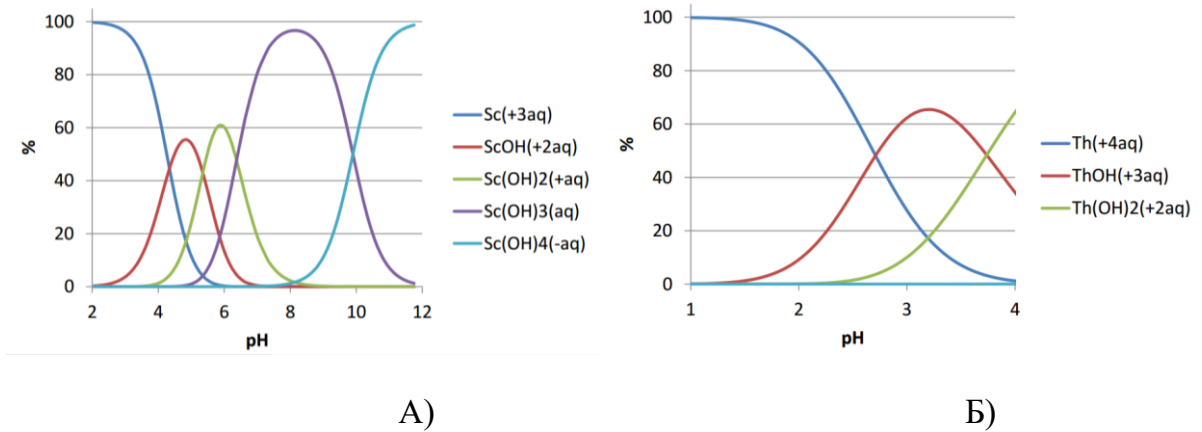 100
80
60
40
20
0
%
2 4 6 8 10 12
pH
Sc(+3aq)
ScOH(+2aq)
Sc(OH)2(+aq)
Sc(OH)3(aq)
Sc(OH)4(-aq)
А)
100
80
60
40
20
0
%
1 2 3 4
pH
Th(+4aq)
ThOH(+3aq)
Th(OH)2(+2aq)
Б)